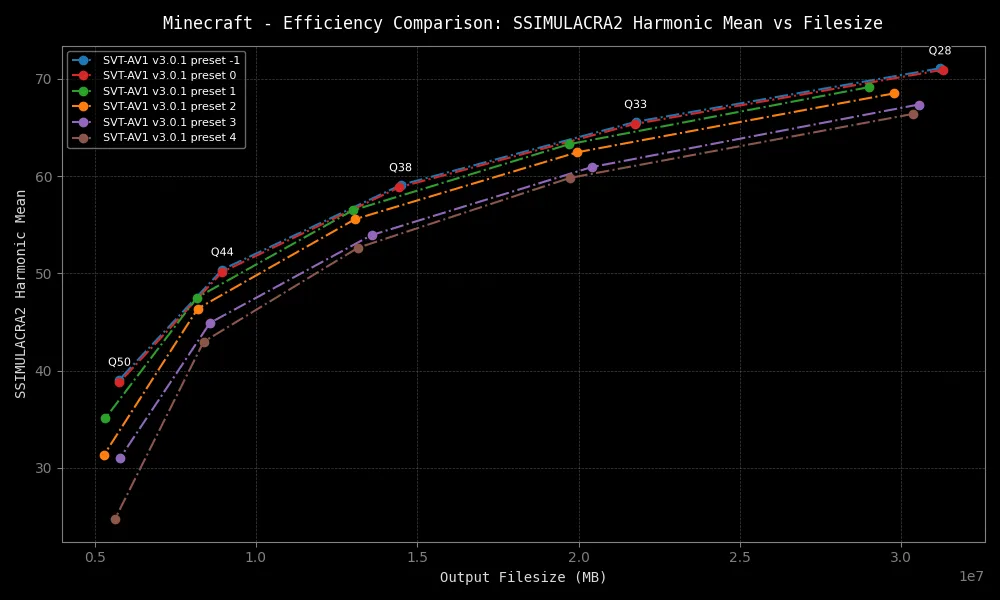 Minecraft - Efficiency Comparison: SSIMULACRA2 Harmonic Mean vs Filesize
SVT-AV1 v3.0.1 preset -1
SVT-AV1 v3.0.1 preset 0
SVT-AV1 v3.0.1 preset 1
SVT-AV1 v3.0.1 preset 2
SVT-AV1 v3.0.1 preset 3
SVT-AV1 v3.0.1 preset 4
Q28
Q33
Q38
Q44
Q50
SSIMULACRA2 Harmonic Mean
70
60
50
40
30
0.5 1.0 1.5 2.0 2.5 3.0
1e7
Output Filesize (MB)